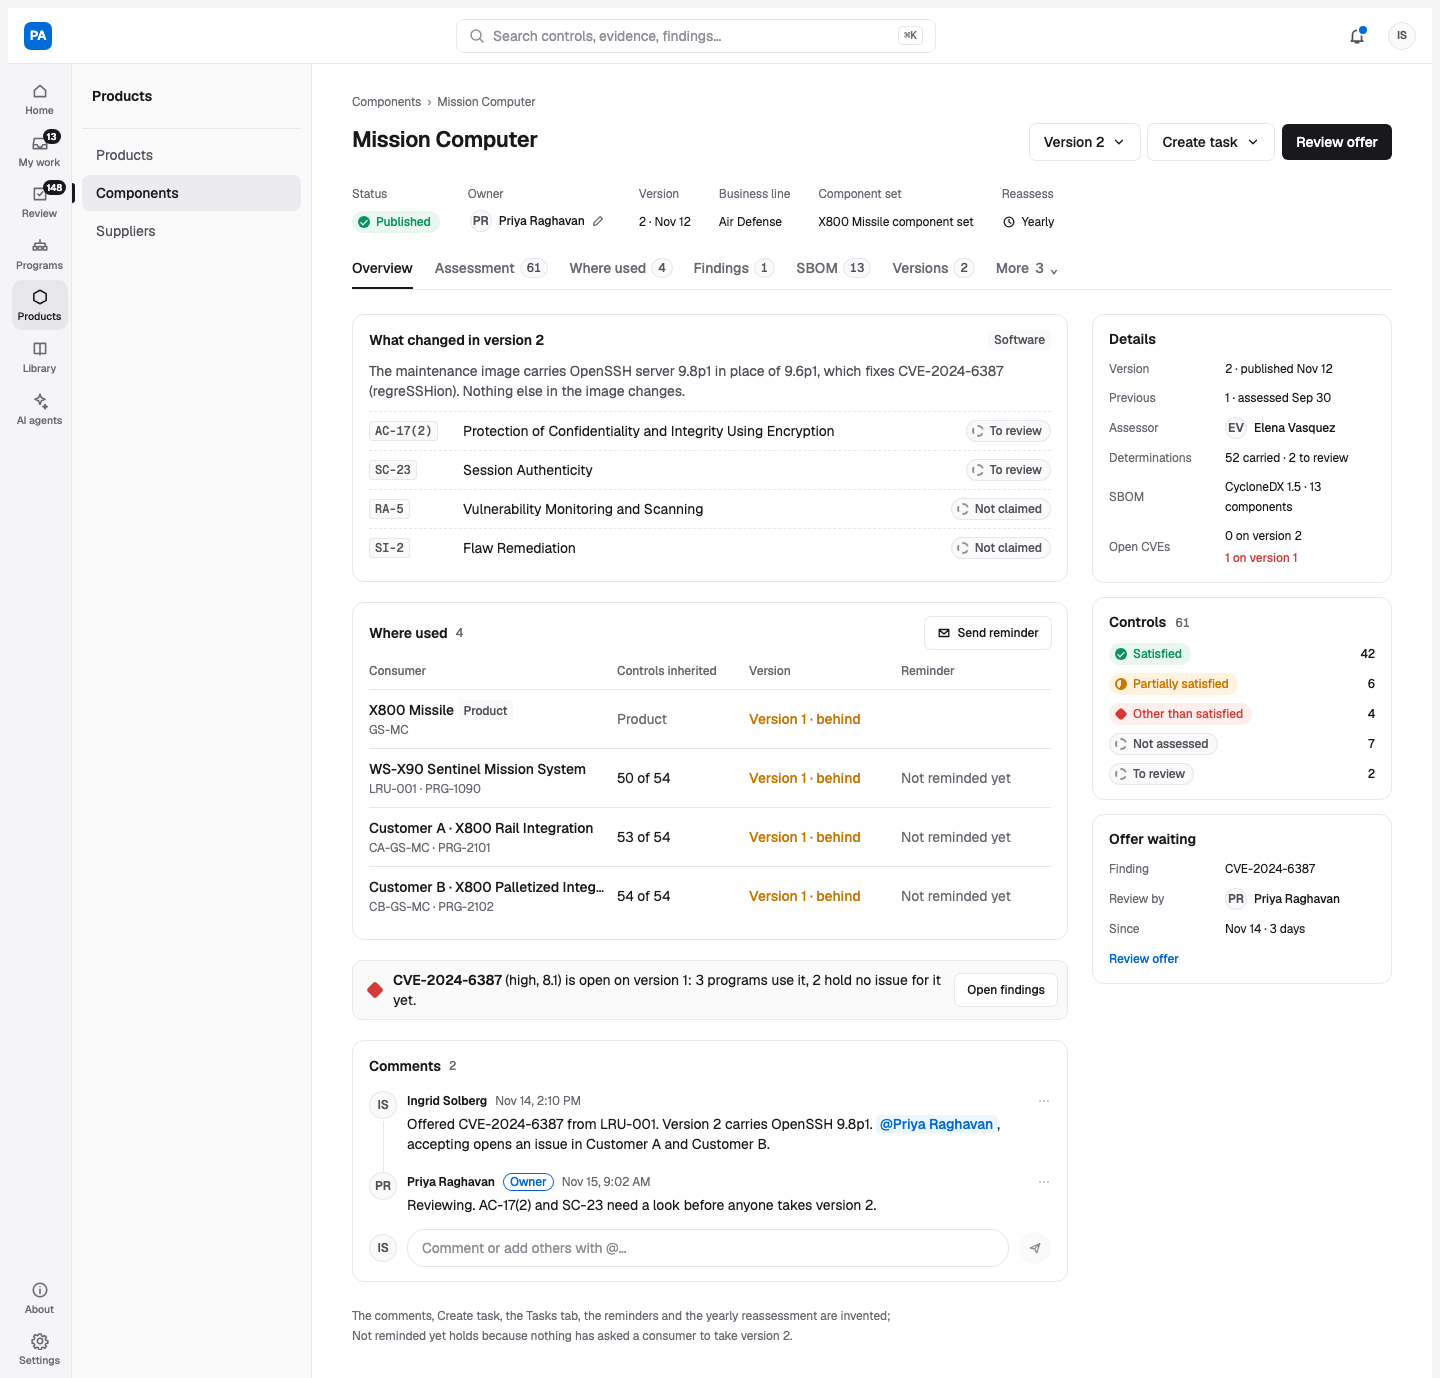 PA
Search controls, evidence, findings...
⌘K
IS
Home
13
My work
148
Review
Programs
Products
Library
AI agents
About
Settings
Products
Products
Components
Suppliers
Components › Mission Computer
Mission Computer
Version 2
Create task
Review offer
Status
Owner
Version
Business line
Component set
Reassess
Published
PR Priya Raghavan
2 · Nov 12
Air Defense
X800 Missile component set
Yearly
Overview
Assessment 61
Where used 4
Findings 1
SBOM 13
Versions 2
More 3
What changed in version 2
Software
The maintenance image carries OpenSSH server 9.8p1 in place of 9.6p1, which fixes CVE-2024-6387
(regreSSHion). Nothing else in the image changes.
AC-17(2) Protection of Confidentiality and Integrity Using Encryption To review
SC-23 Session Authenticity To review
RA-5 Vulnerability Monitoring and Scanning Not claimed
SI-2 Flaw Remediation Not claimed
Where used 4
Send reminder
Consumer Controls inherited Version Reminder
X800 Missile Product
GS-MC
Product
Version 1 · behind
WS-X90 Sentinel Mission System
LRU-001 · PRG-1090
50 of 54
Version 1 · behind
Not reminded yet
Customer A · X800 Rail Integration
CA-GS-MC · PRG-2101
53 of 54
Version 1 · behind
Not reminded yet
Customer B · X800 Palletized Integ...
CB-GS-MC · PRG-2102
54 of 54
Version 1 · behind
Not reminded yet
CVE-2024-6387 (high, 8.1) is open on version 1: 3 programs use it, 2 hold no issue for it
yet.
Open findings
Comments 2
IS
Ingrid Solberg Nov 14, 2:10 PM
Offered CVE-2024-6387 from LRU-001. Version 2 carries OpenSSH 9.8p1. @Priya Raghavan ,
accepting opens an issue in Customer A and Customer B.
PR
Priya Raghavan Owner Nov 15, 9:02 AM
Reviewing. AC-17(2) and SC-23 need a look before anyone takes version 2.
IS
Comment or add others with @...
The comments, Create task, the Tasks tab, the reminders and the yearly reassessment are invented;
Not reminded yet holds because nothing has asked a consumer to take version 2.
Details
Version 2 · published Nov 12
Previous 1 · assessed Sep 30
Assessor EV Elena Vasquez
Determinations 52 carried · 2 to review
SBOM CycloneDX 1.5 · 13
components
Open CVEs 0 on version 2
1 on version 1
Controls 61
Satisfied 42
Partially satisfied 6
Other than satisfied 4
Not assessed 7
To review 2
Offer waiting
Finding CVE-2024-6387
Review by PR Priya Raghavan
Since Nov 14 · 3 days
Review offer